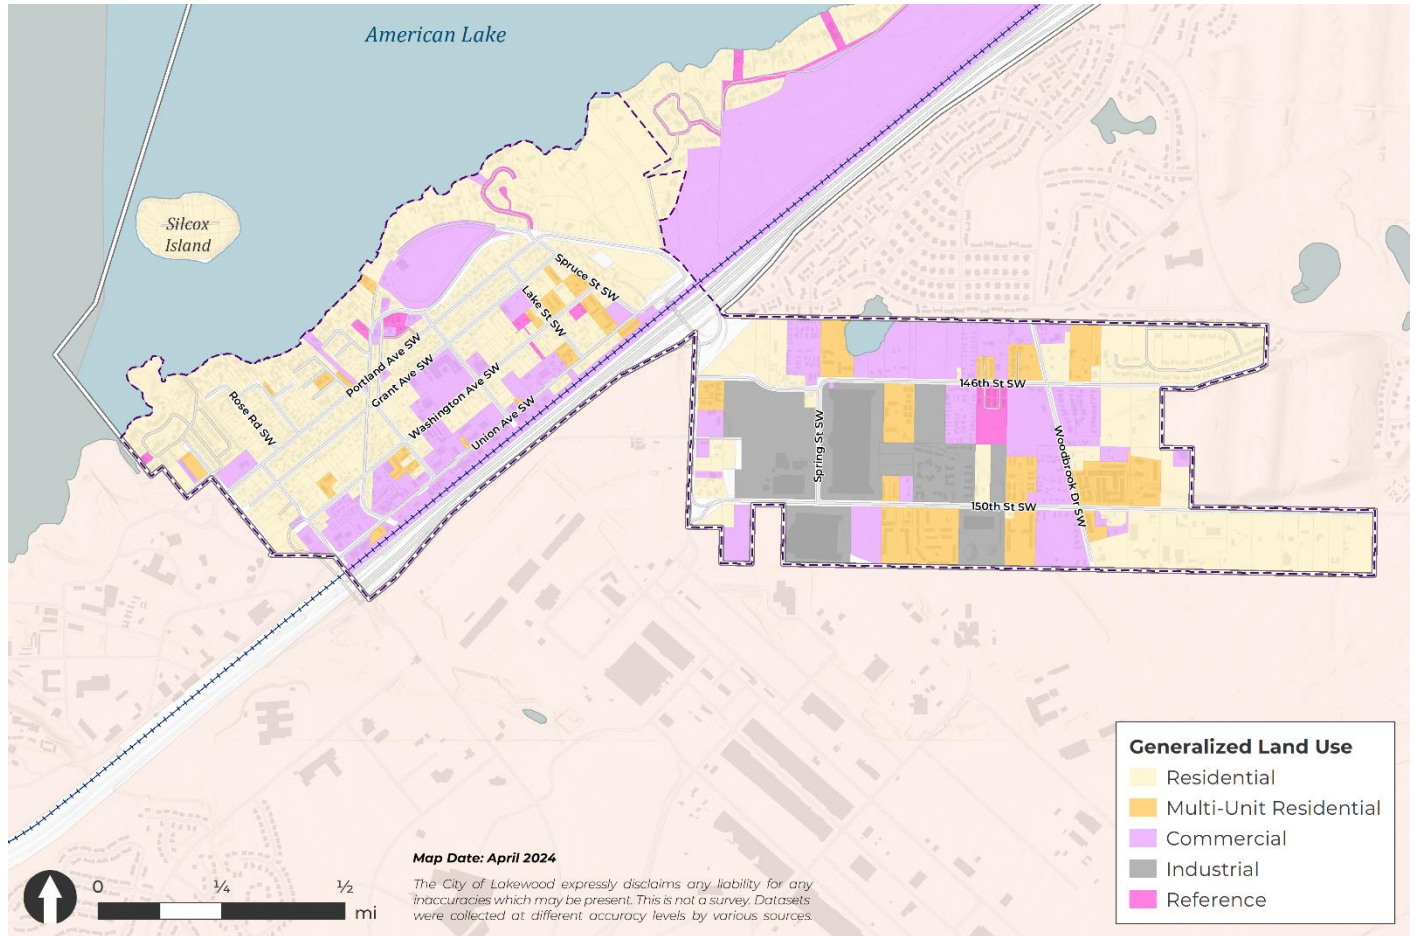 American Lake
Silcox
Island
Spruce St SW
Lake St SW
Portland Ave SW
Grant Ave SW
Washington Ave SW
Union Ave SW
Rose Rd SW
146th St SW
Spring St SW
Woodbrook Dr SW
150th St SW
Generalized Land Use
Residential
Multi-Unit Residential
Commercial
Industrial
Reference
Map Date: April 2024
The City of Lakewood expressly disclaims any liability for any
inaccuracies which may be present. This is not a survey. Datasets
were collected at different accuracy levels by various sources.
0 ¼ ½
mi